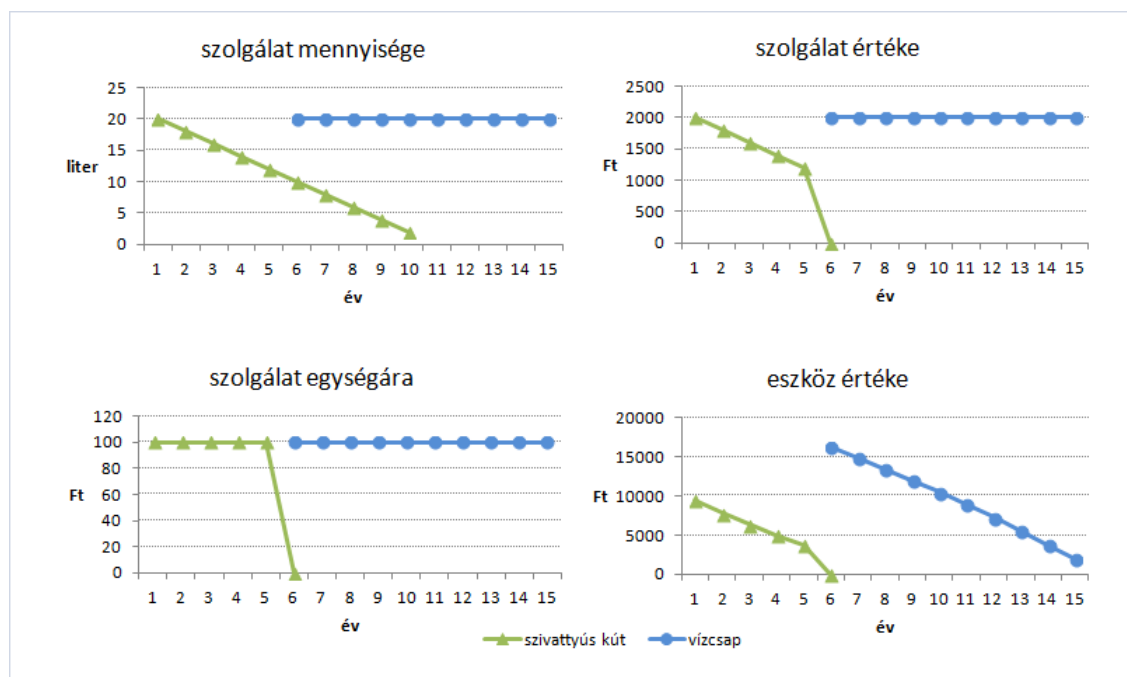 szolgálat mennyisége
25
20
15
10
5
0
liter
1 2 3 4 5 6 7 8 9 10 11 12 13 14 15
év
szolgálat értéke
2500
2000
1500
1000
500
0
Ft
1 2 3 4 5 6 7 8 9 10 11 12 13 14 15
év
szolgálat egységára
120
100
80
60
40
20
0
Ft
1 2 3 4 5 6 7 8 9 10 11 12 13 14 15
év
eszköz értéke
20000
15000
10000
5000
0
Ft
1 2 3 4 5 6 7 8 9 10 11 12 13 14 15
év
szivattyús kút vízcsap